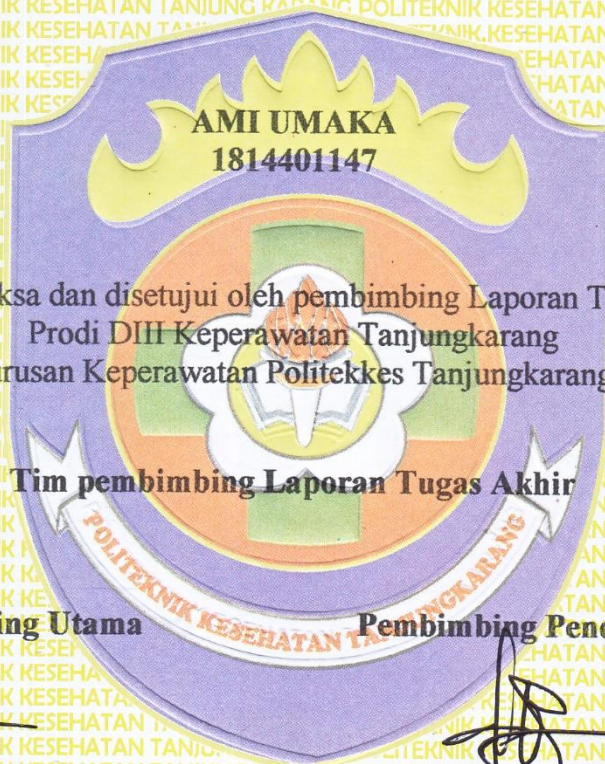 AMI UMAKA
1814401147
ksa dan disetujui oleh pembimbing Laporan T
Prodi DIII Keperawatan Tanjungkarang
rusan Keperawatan Politekkes Tanjungkarang
Tim pembimbing Laporan Tugas Akhir
POLITEKNIK KESEHATAN TANJUNGKARANG
ing Utama Pembimbing Pend